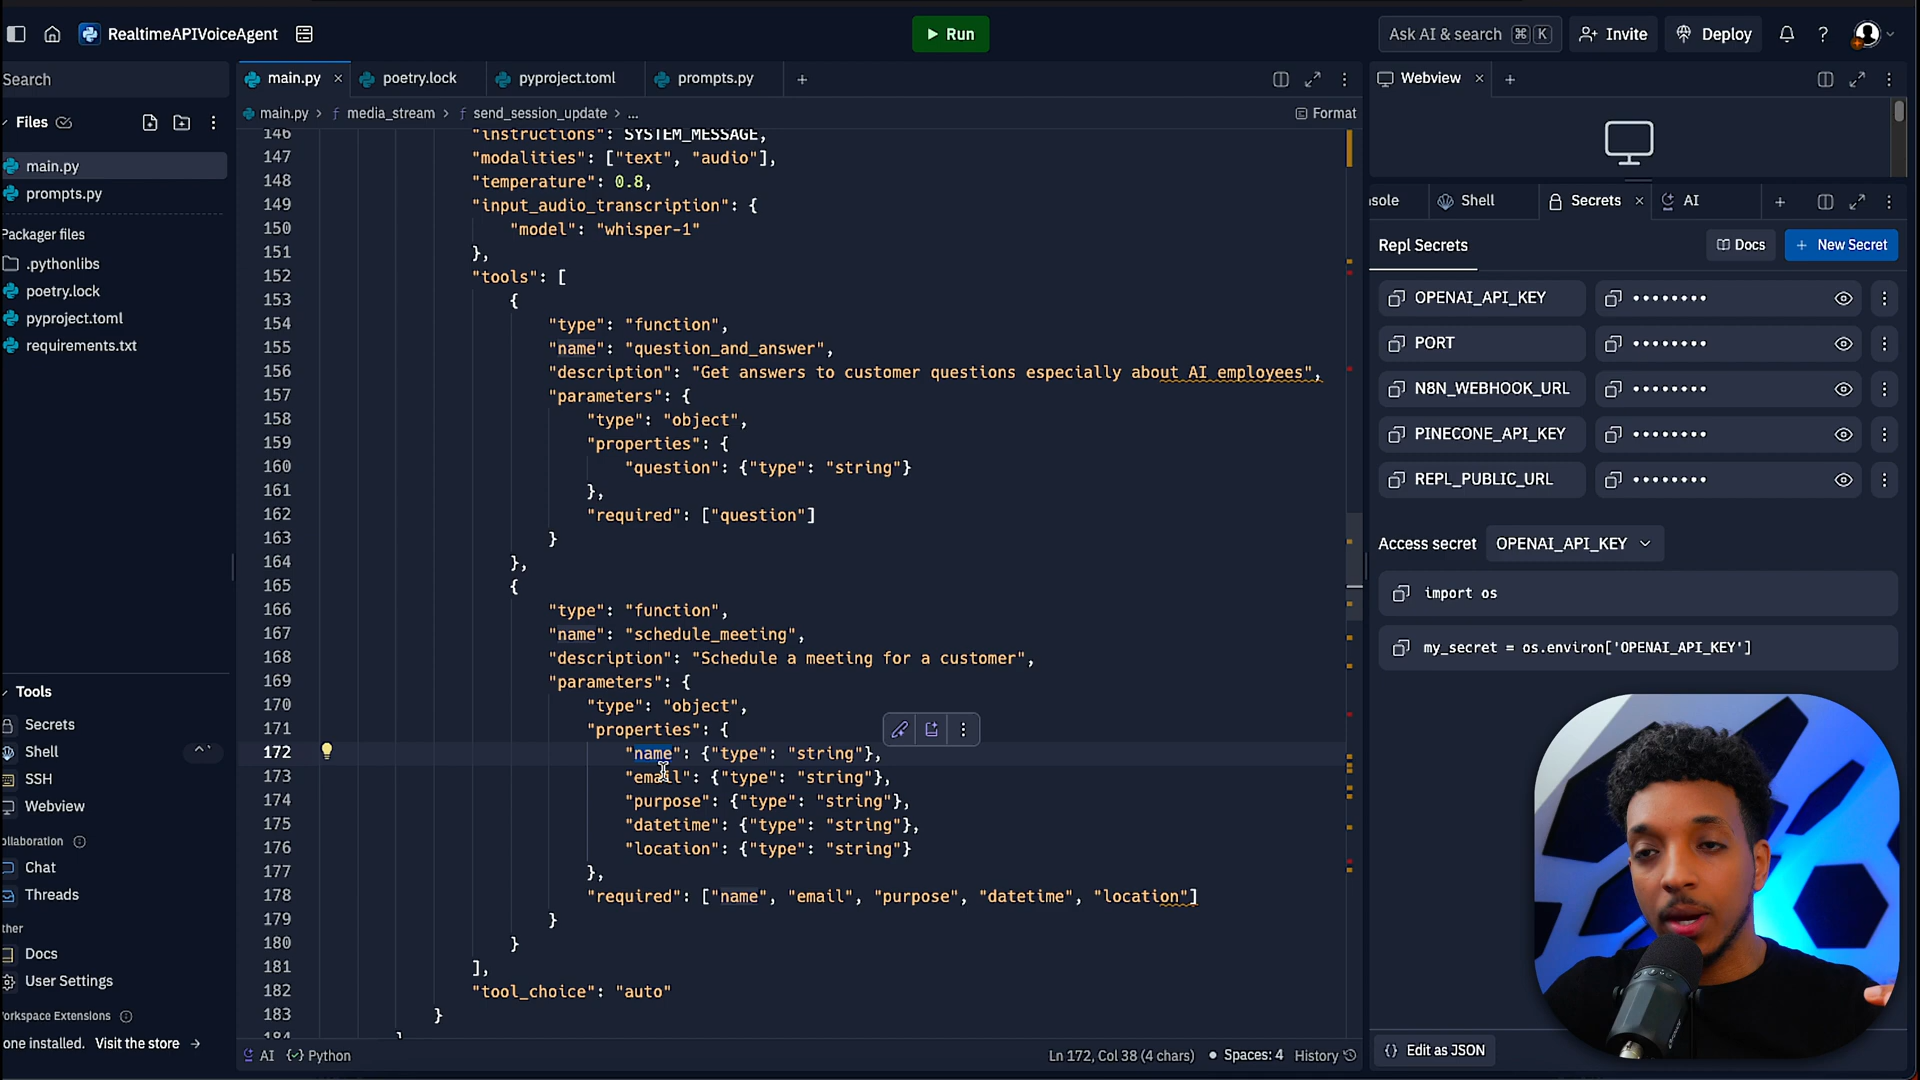 RealtimeAPIVoiceAgent
Run
Ask AI & search ⌘ K
Invite
Deploy
Search
main.py
poetry.lock
pyproject.toml
prompts.py
Webview
Files
main.py > media_stream > send_session_update > ...
Format
main.py
prompts.py
Packager files
.pythonlibs
poetry.lock
pyproject.toml
requirements.txt
146 "instructions": SYSTEM_MESSAGE,
147 "modalities": ["text", "audio"],
148 "temperature": 0.8,
149 "input_audio_transcription": {
150 "model": "whisper-1"
151 },
152 "tools": [
153 {
154 "type": "function",
155 "name": "question_and_answer",
156 "description": "Get answers to customer questions especially about AI employees",
157 "parameters": {
158 "type": "object",
159 "properties": {
160 "question": {"type": "string"}
161 },
162 "required": ["question"]
163 }
164 },
165 {
166 "type": "function",
167 "name": "schedule_meeting",
168 "description": "Schedule a meeting for a customer",
169 "parameters": {
170 "type": "object",
171 "properties": {
172 "name": {"type": "string"},
173 "email": {"type": "string"},
174 "purpose": {"type": "string"},
175 "datetime": {"type": "string"},
176 "location": {"type": "string"}
177 },
178 "required": ["name", "email", "purpose", "datetime", "location"]
179 }
180 }
181 ],
182 "tool_choice": "auto"
183 }
184
Tools
Secrets
Shell
SSH
Webview
ollaboration
Chat
Threads
ther
Docs
User Settings
orkspace Extensions
one installed. Visit the store →
AI
Python
Ln 172, Col 38 (4 chars)
Spaces: 4
History
sole
Shell
Secrets
AI
Repl Secrets
Docs
New Secret
OPENAI_API_KEY ••••••••
PORT ••••••••
N8N_WEBHOOK_URL ••••••••
PINECONE_API_KEY ••••••••
REPL_PUBLIC_URL ••••••••
Access secret OPENAI_API_KEY
import os
my_secret = os.environ['OPENAI_API_KEY']
{} Edit as JSON